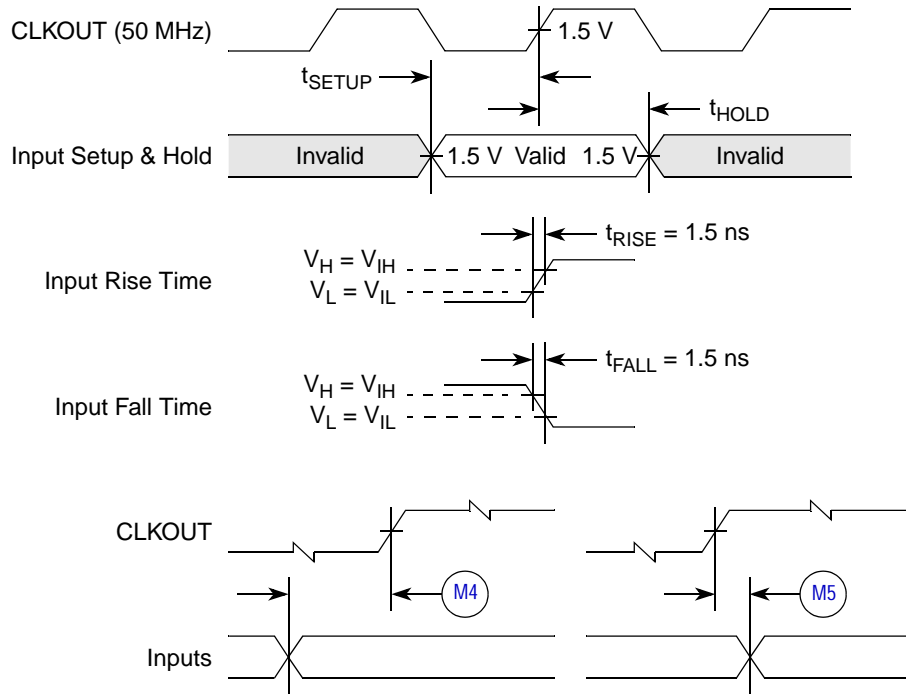 CLKOUT (50 MHz)
1.5 V
tSETUP
tHOLD
Input Setup & Hold
Invalid
1.5 V Valid 1.5 V
Invalid
tRISE = 1.5 ns
VH = VIH
Input Rise Time
VL = VIL
tFALL = 1.5 ns
VH = VIH
Input Fall Time
VL = VIL
CLKOUT
M4
M5
Inputs